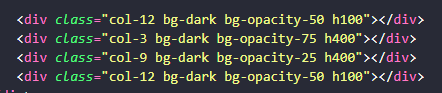 <div class="col-12 bg-dark bg-opacity-50 h100"></div>
<div class="col-3 bg-dark bg-opacity-75 h400"></div>
<div class="col-9 bg-dark bg-opacity-25 h400"></div>
<div class="col-12 bg-dark bg-opacity-50 h100"></div>